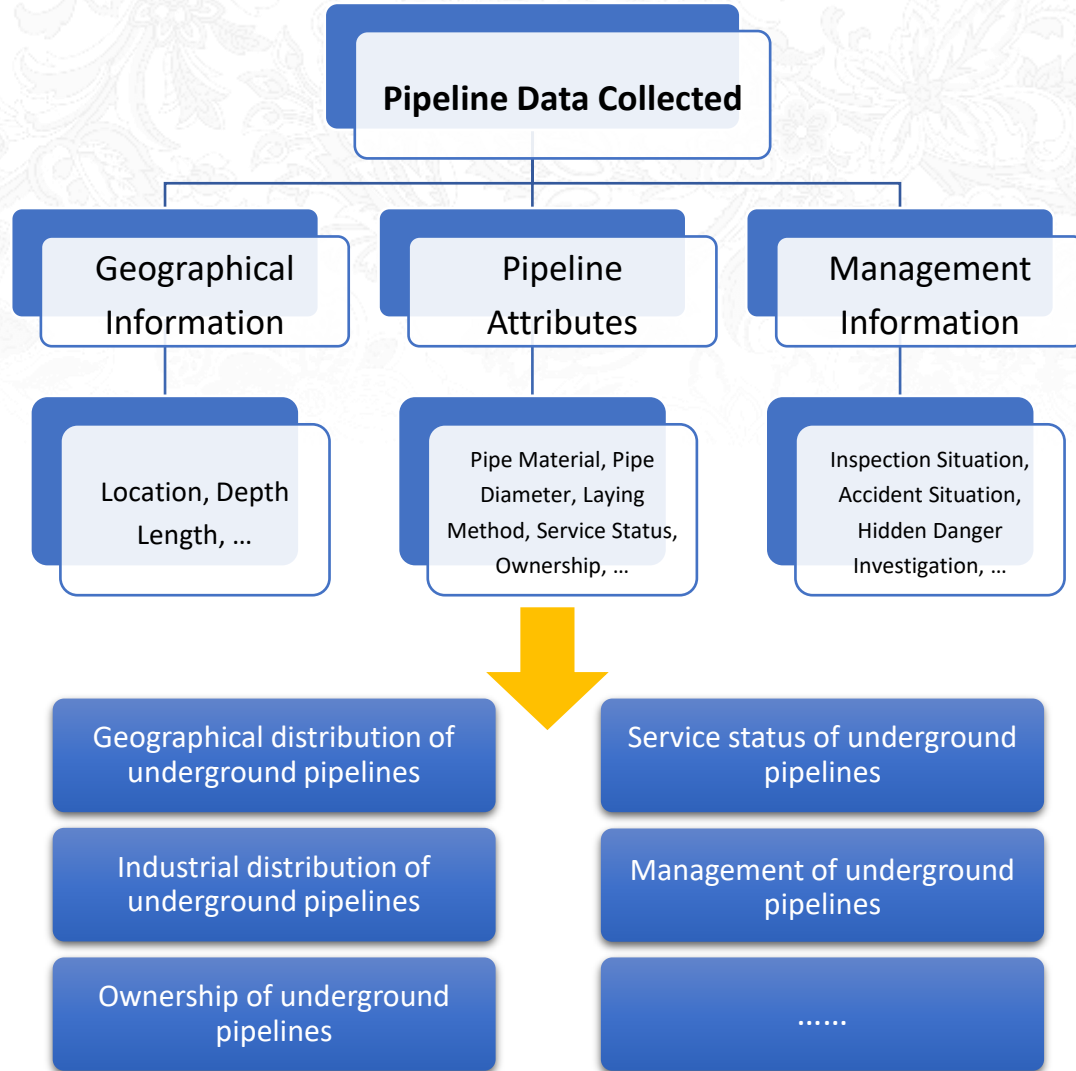 Pipeline Data Collected
Geographical
Information
Pipeline
Attributes
Management
Information
Location, Depth
Length, ...
Pipe Material, Pipe
Diameter, Laying
Method, Service Status,
Ownership, ...
Inspection Situation,
Accident Situation,
Hidden Danger
Investigation, ...
Geographical distribution of
underground pipelines
Service status of underground
pipelines
Industrial distribution of
underground pipelines
Management of underground
pipelines
Ownership of underground
pipelines
......